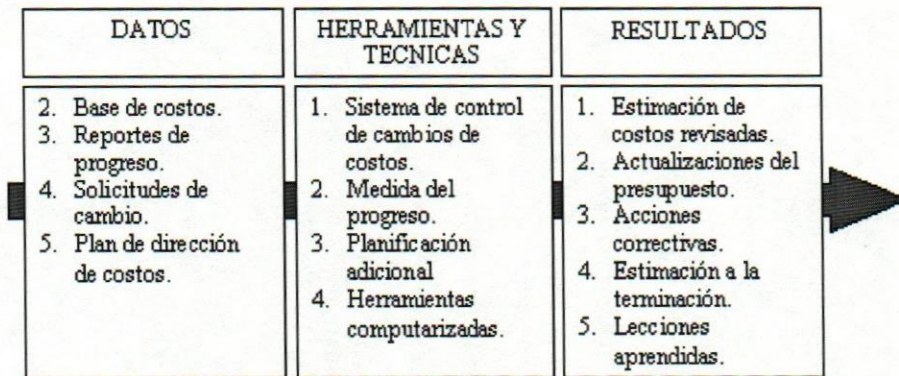 DATOS
2. Base de costos.
3. Reportes de
progreso.
4. Solicitudes de
cambio.
5. Plan de dirección
de costos.
HERRAMIENTAS Y
TECNICAS
1. Sistema de control
de cambios de
costos.
2. Medida del
progreso.
3. Planificación
adicional
4. Herramientas
computarizadas.
RESULTADOS
1. Estimación de
costos revisadas.
2. Actualizaciones del
presupuesto.
3. Acciones
correctivas.
4. Estimación a la
terminación.
5. Lecciones
aprendidas.